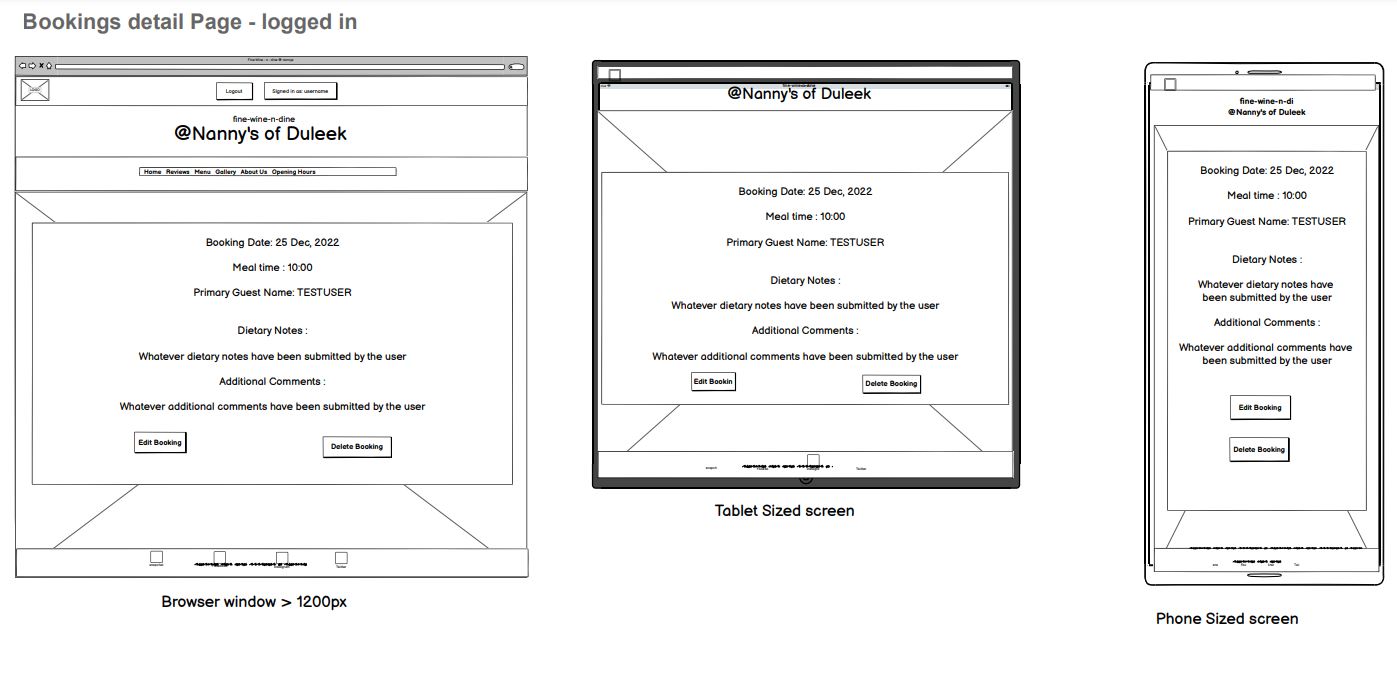 Bookings detail Page - logged in
LOGO
Logout
Signed in as: username
fine-wine-n-dine
@Nanny's of Duleek
Home Reviews Menu Gallery About Us Opening Hours
Booking Date: 25 Dec, 2022
Meal time : 10:00
Primary Guest Name: TESTUSER
Dietary Notes :
Whatever dietary notes have been submitted by the user
Additional Comments :
Whatever additional comments have been submitted by the user
Edit Booking
Delete Booking
Twitter
Browser window > 1200px
@Nanny's of Duleek
Booking Date: 25 Dec, 2022
Meal time : 10:00
Primary Guest Name: TESTUSER
Dietary Notes :
Whatever dietary notes have been submitted by the user
Additional Comments :
Whatever additional comments have been submitted by the user
Edit Bookin
Delete Booking
Twitter
Tablet Sized screen
fine-wine-n-di
@Nanny's of Duleek
Booking Date: 25 Dec, 2022
Meal time : 10:00
Primary Guest Name: TESTUSER
Dietary Notes :
Whatever dietary notes have
been submitted by the user
Additional Comments :
Whatever additional comments have
been submitted by the user
Edit Booking
Delete Booking
Phone Sized screen